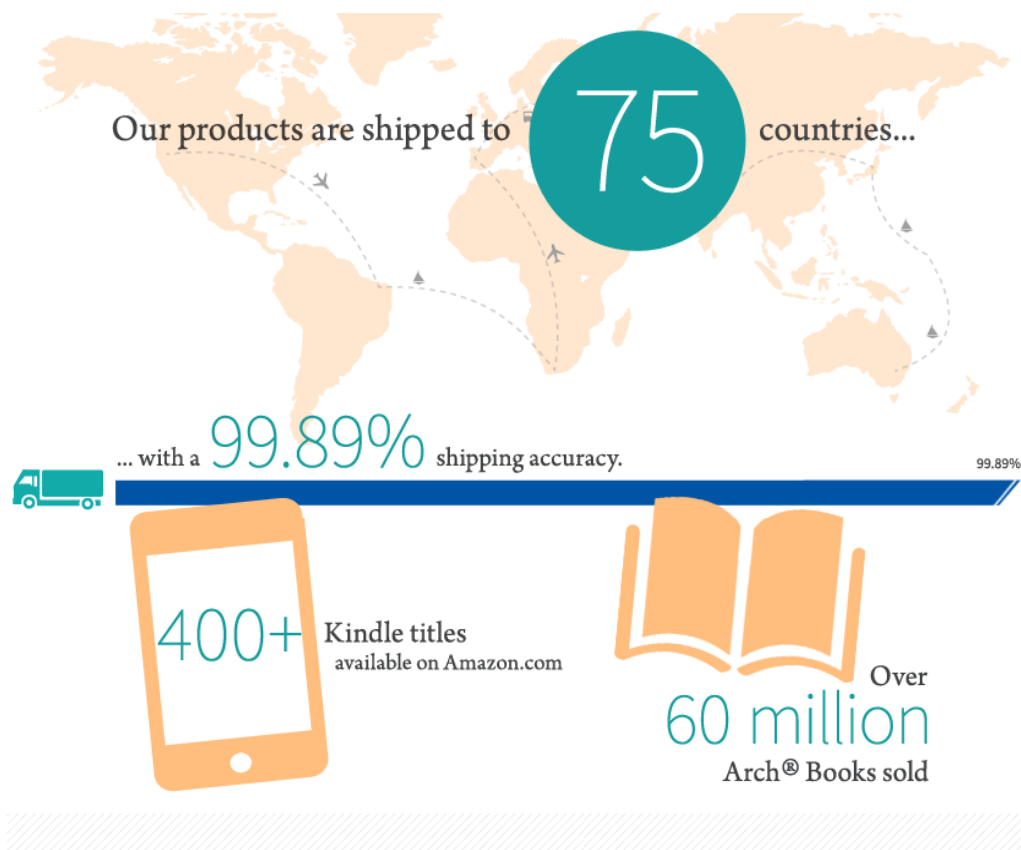 Our products are shipped to 75 countries...
... with a 99.89% shipping accuracy.
99.89%
400+ Kindle titles
available on Amazon.com
Over
60 million
Arch® Books sold